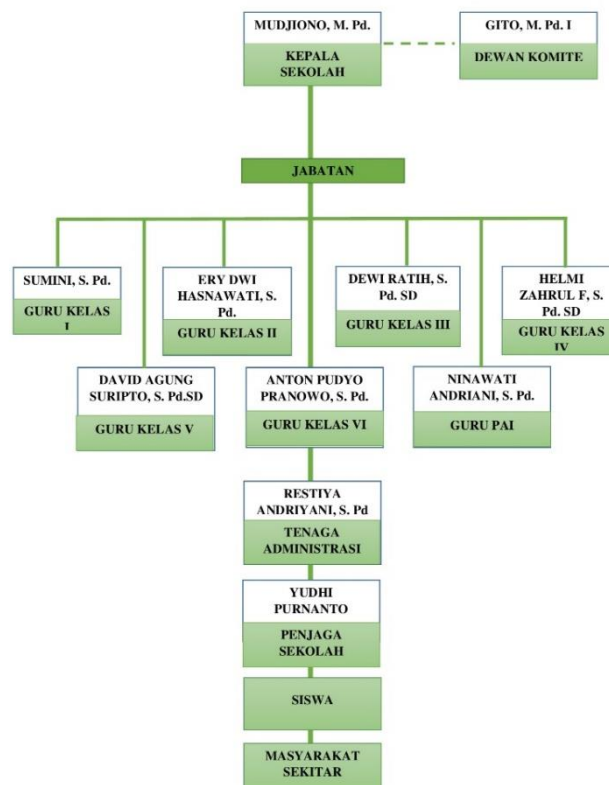 MUDJIONO, M. Pd.
KEPALA
SEKOLAH
GITO, M. Pd. I
DEWAN KOMITE
JABATAN
SUMINI, S. Pd.
GURU KELAS
I
ERY DWI
HASNAWATI, S.
Pd.
GURU KELAS II
DEWI RATIH, S.
Pd. SD
GURU KELAS III
HELMI
ZAHRUL F, S.
Pd. SD
GURU KELAS
IV
DAVID AGUNG
SURIPTO, S. Pd.SD
GURU KELAS V
ANTON PUDYO
PRANOWO, S. Pd.
GURU KELAS VI
NINAWATI
ANDRIANI, S. Pd.
GURU PAI
RESTIYA
ANDRIYANI, S. Pd
TENAGA
ADMINISTRASI
YUDHI
PURNANTO
PENJAGA
SEKOLAH
SISWA
MASYARAKAT
SEKITAR